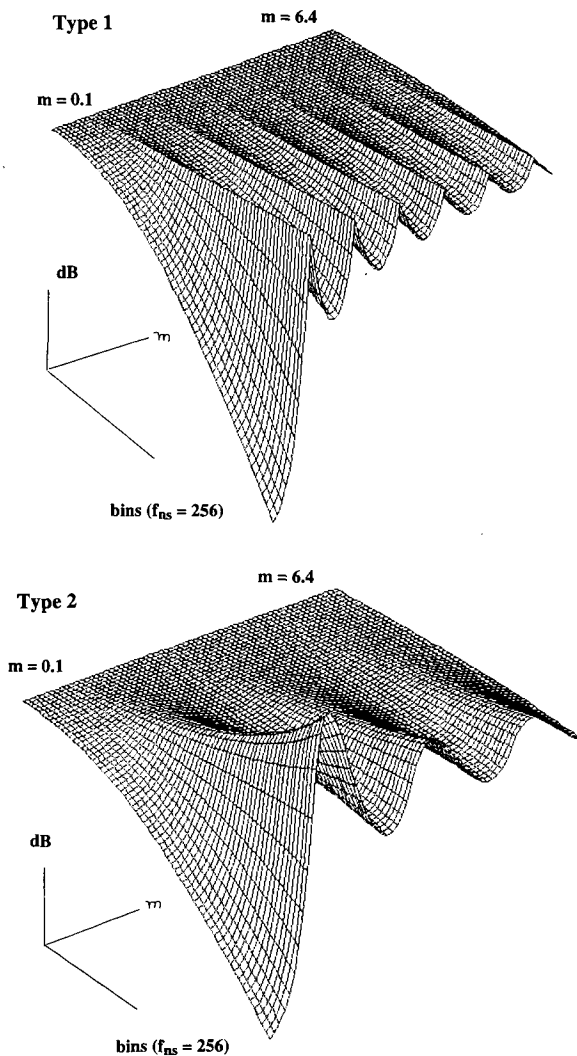 Type 1
m = 6.4
m = 0.1
dB
m
bins (fns = 256)
Type 2
m = 6.4
m = 0.1
dB
m
bins (fns = 256)